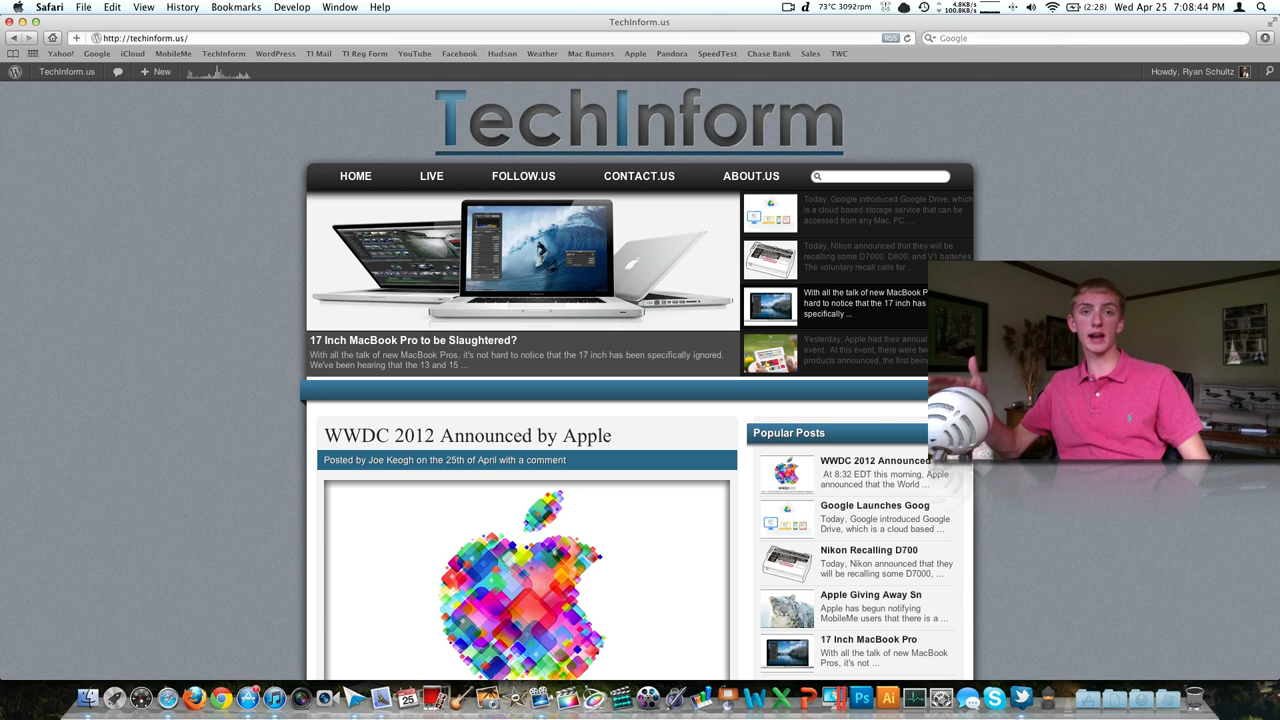 Safari File Edit View History Bookmarks Develop Window Help
73°C 3092rpm
4.8KB/s
100.8KB/s
(2:28) Wed Apr 25 7:08:44 PM Ryan Schultz
TechInform.us
http://techinform.us/
RSS
Google
Yahoo! Google iCloud MobileMe TechInform WordPress TI Mail TI Reg Form YouTube Facebook Hudson Weather Mac Rumors Apple Pandora SpeedTest Chase Bank Sales TWC
TechInform.us
New
Howdy, Ryan Schultz
TechInform
HOME LIVE FOLLOW.US CONTACT.US ABOUT.US
Today, Google introduced Google Drive, which
is a cloud based storage service that can be
accessed from any Mac, PC, ...
Today, Nikon announced that they will be
recalling some D7000, D800, and V1 batteries.
The voluntary recall calls for ...
With all the talk of new MacBook P
hard to notice that the 17 inch has
specifically ...
Yesterday, Apple had their annual
event. At this event, there were tw
products announced, the first being
17 Inch MacBook Pro to be Slaughtered?
With all the talk of new MacBook Pros, it's not hard to notice that the 17 inch has been specifically ignored.
We've been hearing that the 13 and 15 ...
WWDC 2012 Announced by Apple
Posted by Joe Keogh on the 25th of April with a comment
Popular Posts
WWDC 2012 Announced
At 8:32 EDT this morning, Apple
announced that the World ...
Google Launches Goog
Today, Google introduced Google
Drive, which is a cloud based ...
Nikon Recalling D700
Today, Nikon announced that they
will be recalling some D7000, ...
Apple Giving Away Sn
Apple has begun notifying
MobileMe users that there is a ...
17 Inch MacBook Pro
With all the talk of new MacBook
Pros, it's not ...